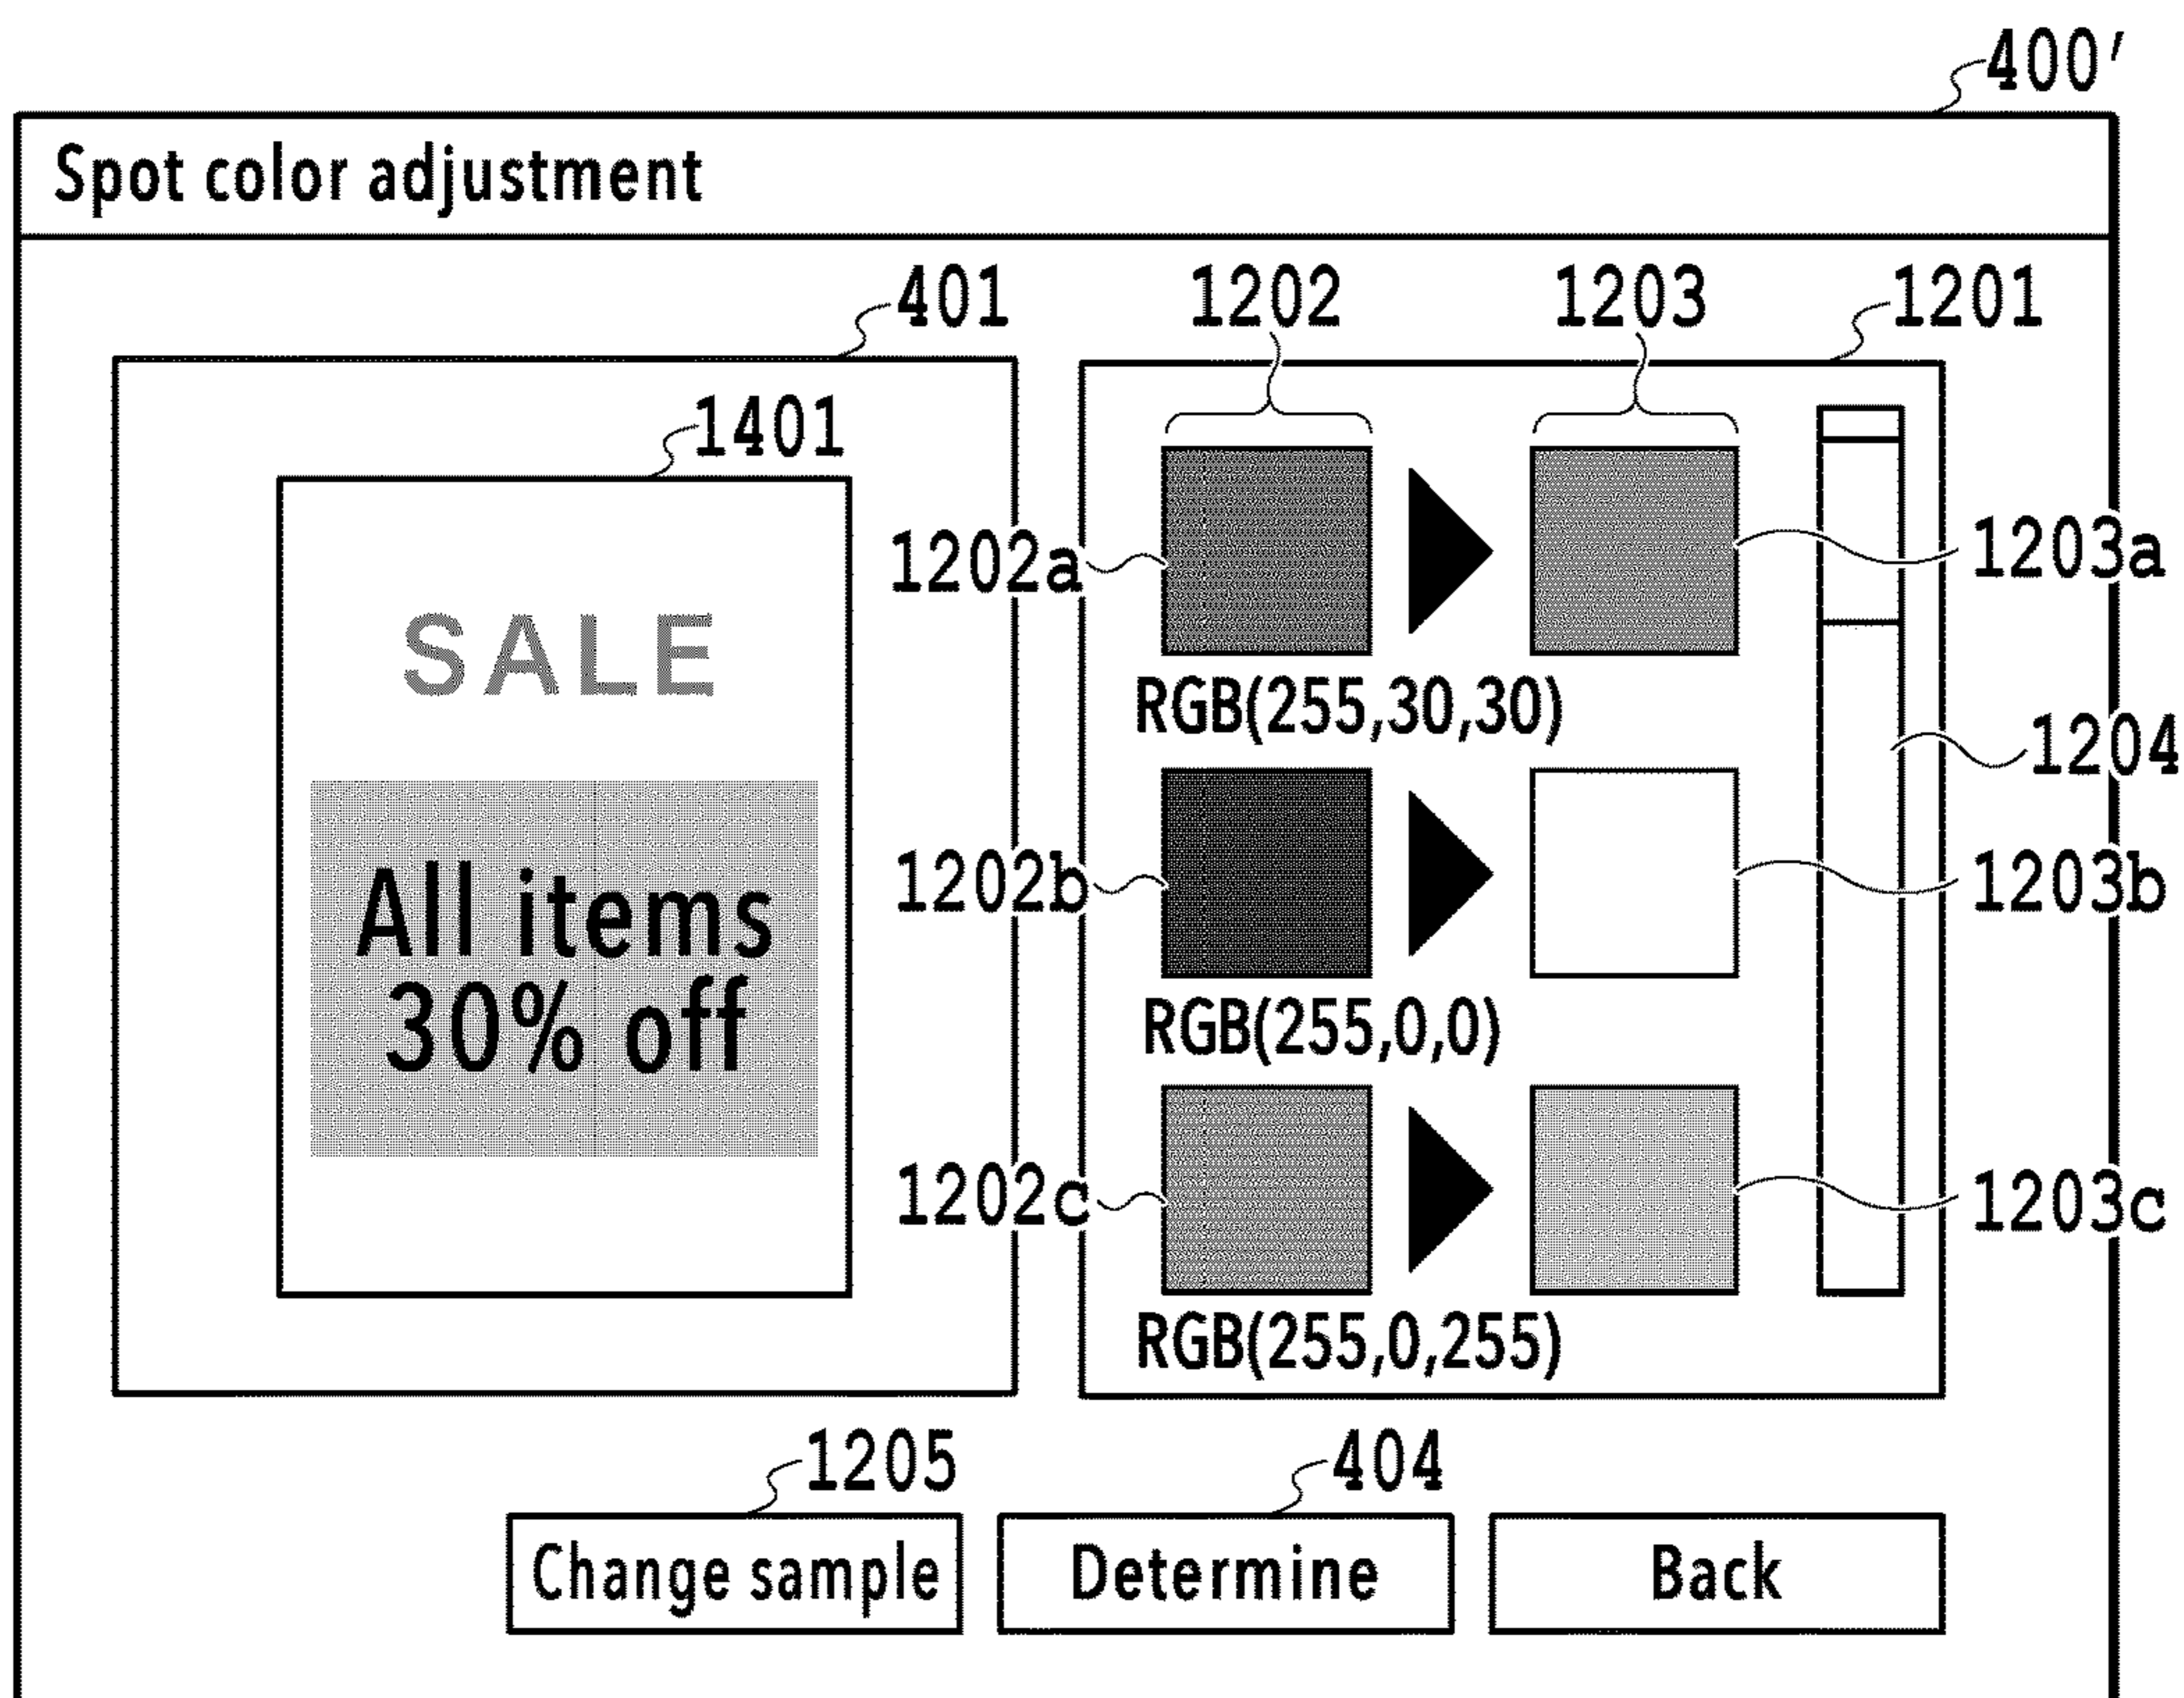 400'
Spot color adjustment
401
1202
1203
1201
1401
SALE
All items
30% off
1202a
1203a
RGB(255,30,30)
1204
1202b
1203b
RGB(255,0,0)
1202c
1203c
RGB(255,0,255)
1205
404
Change sample
Determine
Back